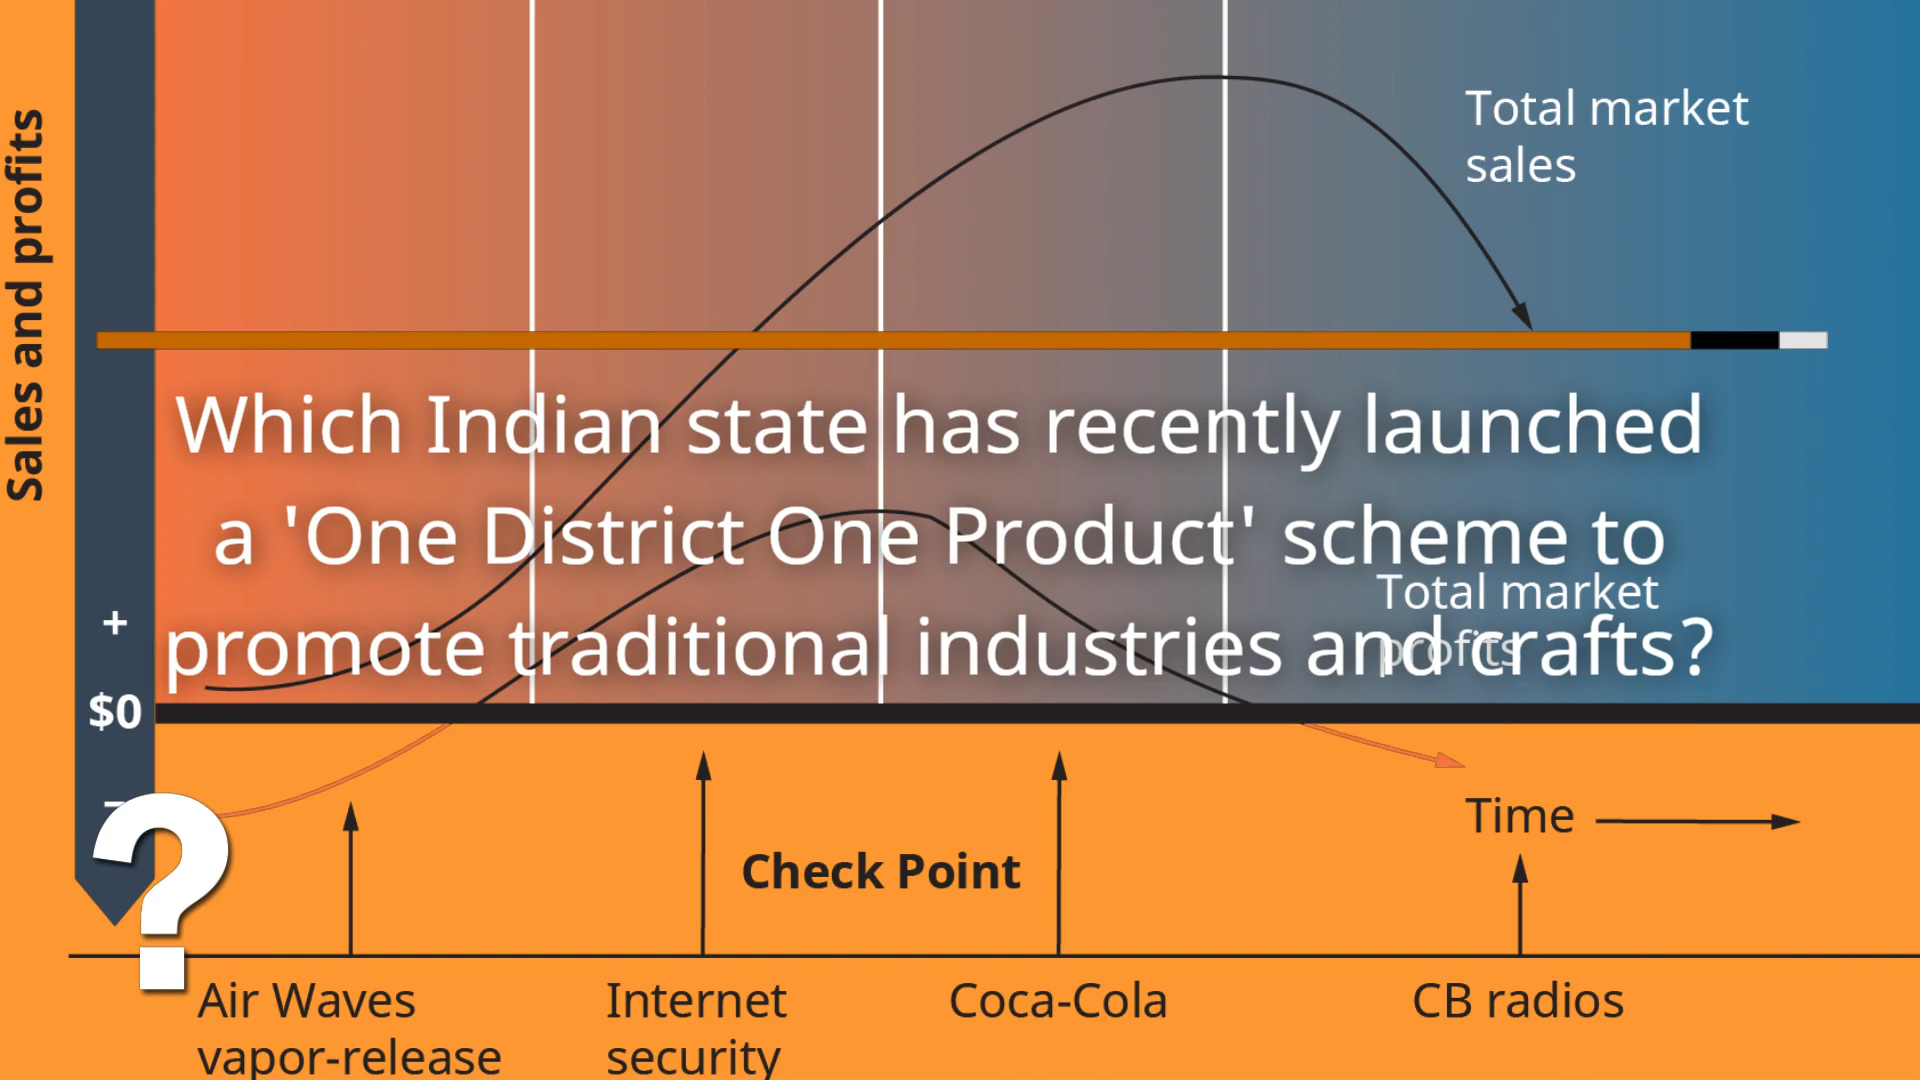 Sales and profits
Total market
sales
Which Indian state has recently launched
a 'One District One Product' scheme to
promote traditional industries and crafts?
Total market
profits
+
$0
−
Time
Check Point
?
Air Waves
vapor-release
Internet
security
Coca-Cola
CB radios